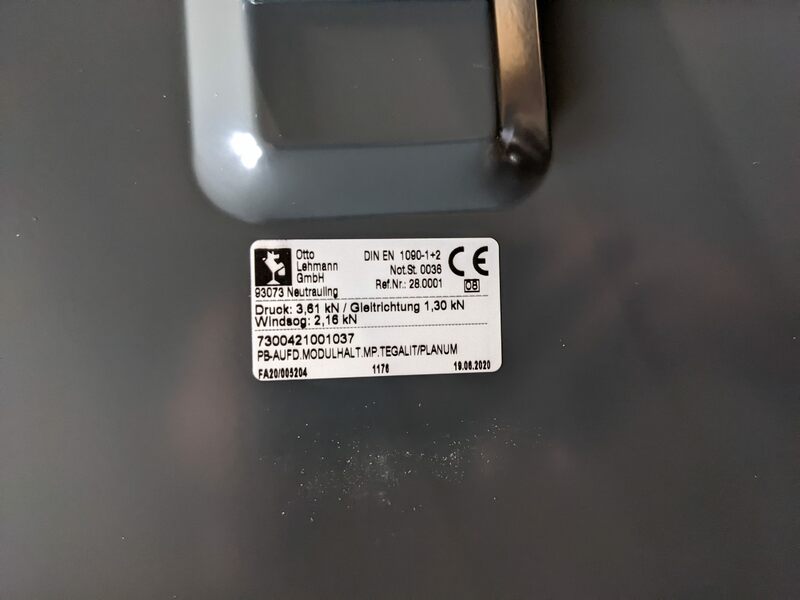 Otto
Lehmann
GmbH
93073 Neutraubling
DIN EN 1090-1+2
Not.St. 0036
Ref.Nr.: 28.0001
CE
08
Druck: 3,61 kN / Gleitrichtung 1,30 kN
Windsog: 2,16 kN
7300421001037
PB-AUFD.MODULHALT.MP.TEGALIT/PLANUM
FA20/005204 1176 19.06.2020